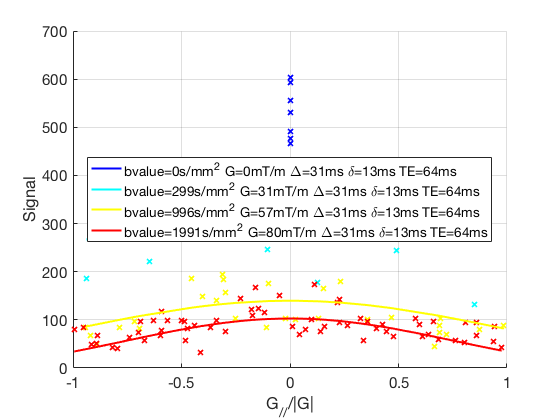 700
600
500
400
300
200
100
0
Signal
bvalue=0s/mm² G=0mT/m Δ=31ms δ=13ms TE=64ms
bvalue=299s/mm² G=31mT/m Δ=31ms δ=13ms TE=64ms
bvalue=996s/mm² G=57mT/m Δ=31ms δ=13ms TE=64ms
bvalue=1991s/mm² G=80mT/m Δ=31ms δ=13ms TE=64ms
-1 -0.5 0 0.5 1
G_///|G|